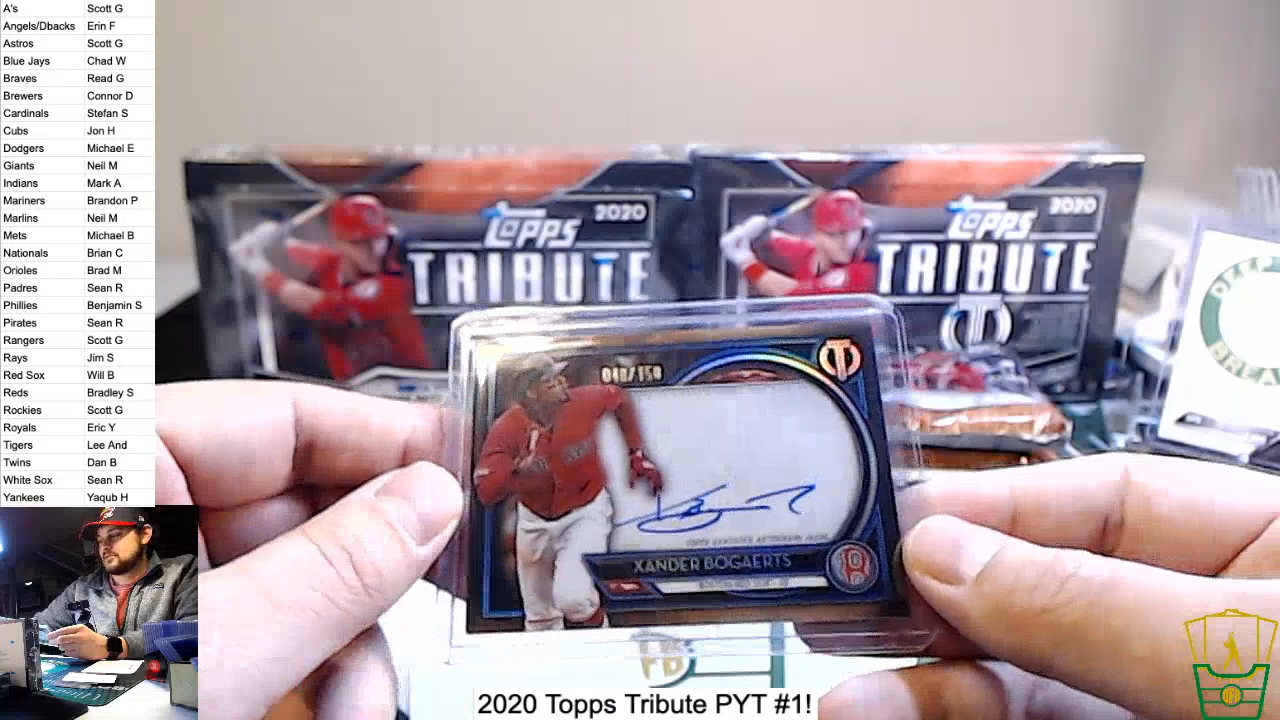 A's Scott G
Angels/Dbacks Erin F
Astros Scott G
Blue Jays Chad W
Braves Read G
Brewers Connor D
Cardinals Stefan S
Cubs Jon H
Dodgers Michael E
Giants Neil M
Indians Mark A
Mariners Brandon P
Marlins Neil M
Mets Michael B
Nationals Brian C
Orioles Brad M
Padres Sean R
Phillies Benjamin S
Pirates Sean R
Rangers Scott G
Rays Jim S
Red Sox Will B
Reds Bradley S
Rockies Scott G
Royals Eric Y
Tigers Lee And
Twins Dan B
White Sox Sean R
Yankees Yaqub H
TOPPS 2020
TRIBUTE
TOPPS 2020
TRIBUTE
DEEP
XANDER BOGAERTS
B
2020 Topps Tribute PYT #1!